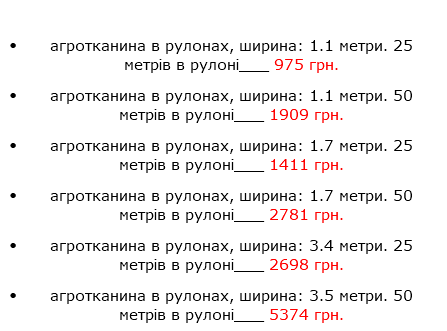 • агротканина в рулонах, ширина: 1.1 метри. 25
метрів в рулоні___ 975 грн.
• агротканина в рулонах, ширина: 1.1 метри. 50
метрів в рулоні___ 1909 грн.
• агротканина в рулонах, ширина: 1.7 метри. 25
метрів в рулоні___ 1411 грн.
• агротканина в рулонах, ширина: 1.7 метри. 50
метрів в рулоні___ 2781 грн.
• агротканина в рулонах, ширина: 3.4 метри. 25
метрів в рулоні___ 2698 грн.
• агротканина в рулонах, ширина: 3.5 метри. 50
метрів в рулоні___ 5374 грн.